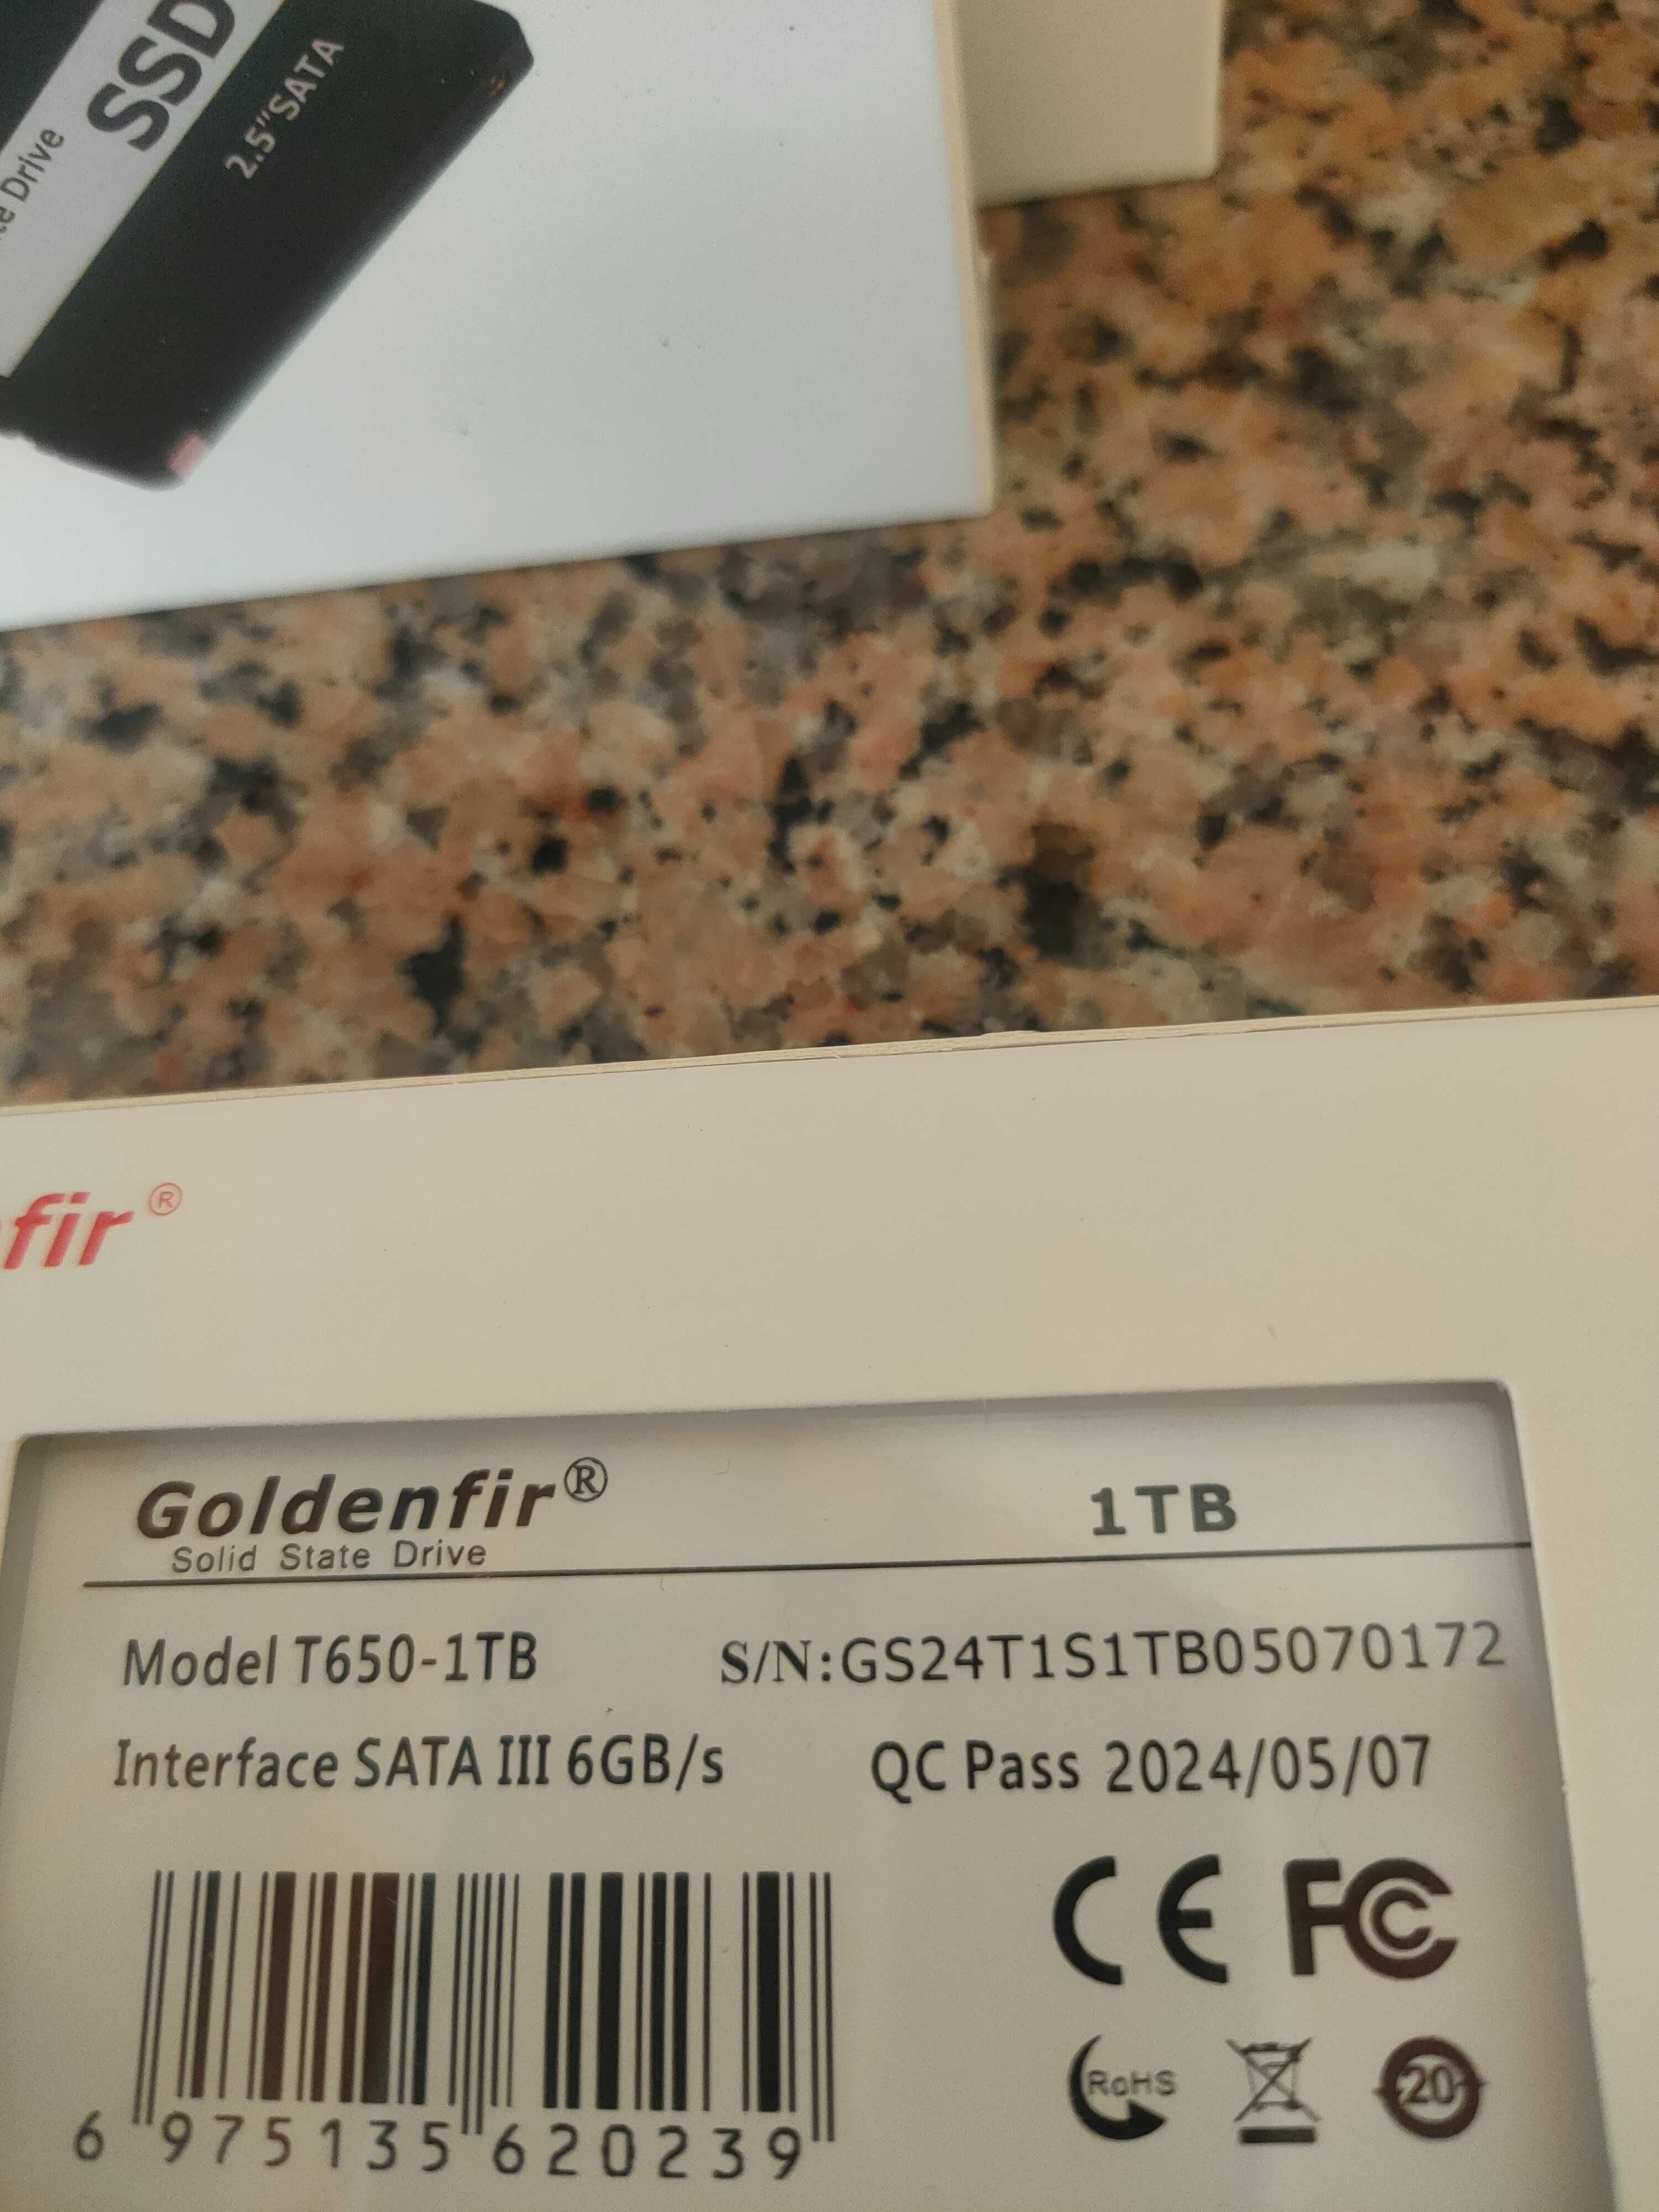 SSD
te Drive
2.5"SATA
fir®
Goldenfir®
Solid State Drive
1TB
Model T650-1TB
S/N:GS24T1S1TB05070172
Interface SATA III 6GB/s
QC Pass 2024/05/07
CE FC
RoHS
20
6 975135 620239